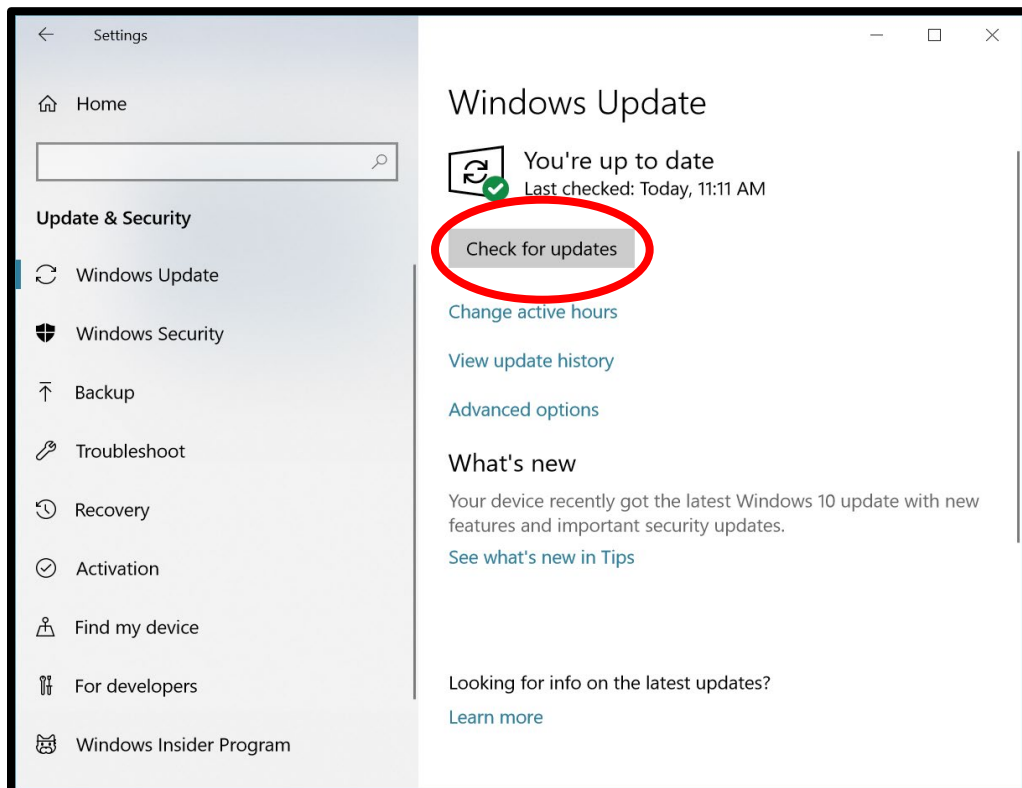 Settings
Home
Update & Security
Windows Update
Windows Security
Backup
Troubleshoot
Recovery
Activation
Find my device
For developers
Windows Insider Program
Windows Update
You're up to date
Last checked: Today, 11:11 AM
Check for updates
Change active hours
View update history
Advanced options
What's new
Your device recently got the latest Windows 10 update with new
features and important security updates.
See what's new in Tips
Looking for info on the latest updates?
Learn more